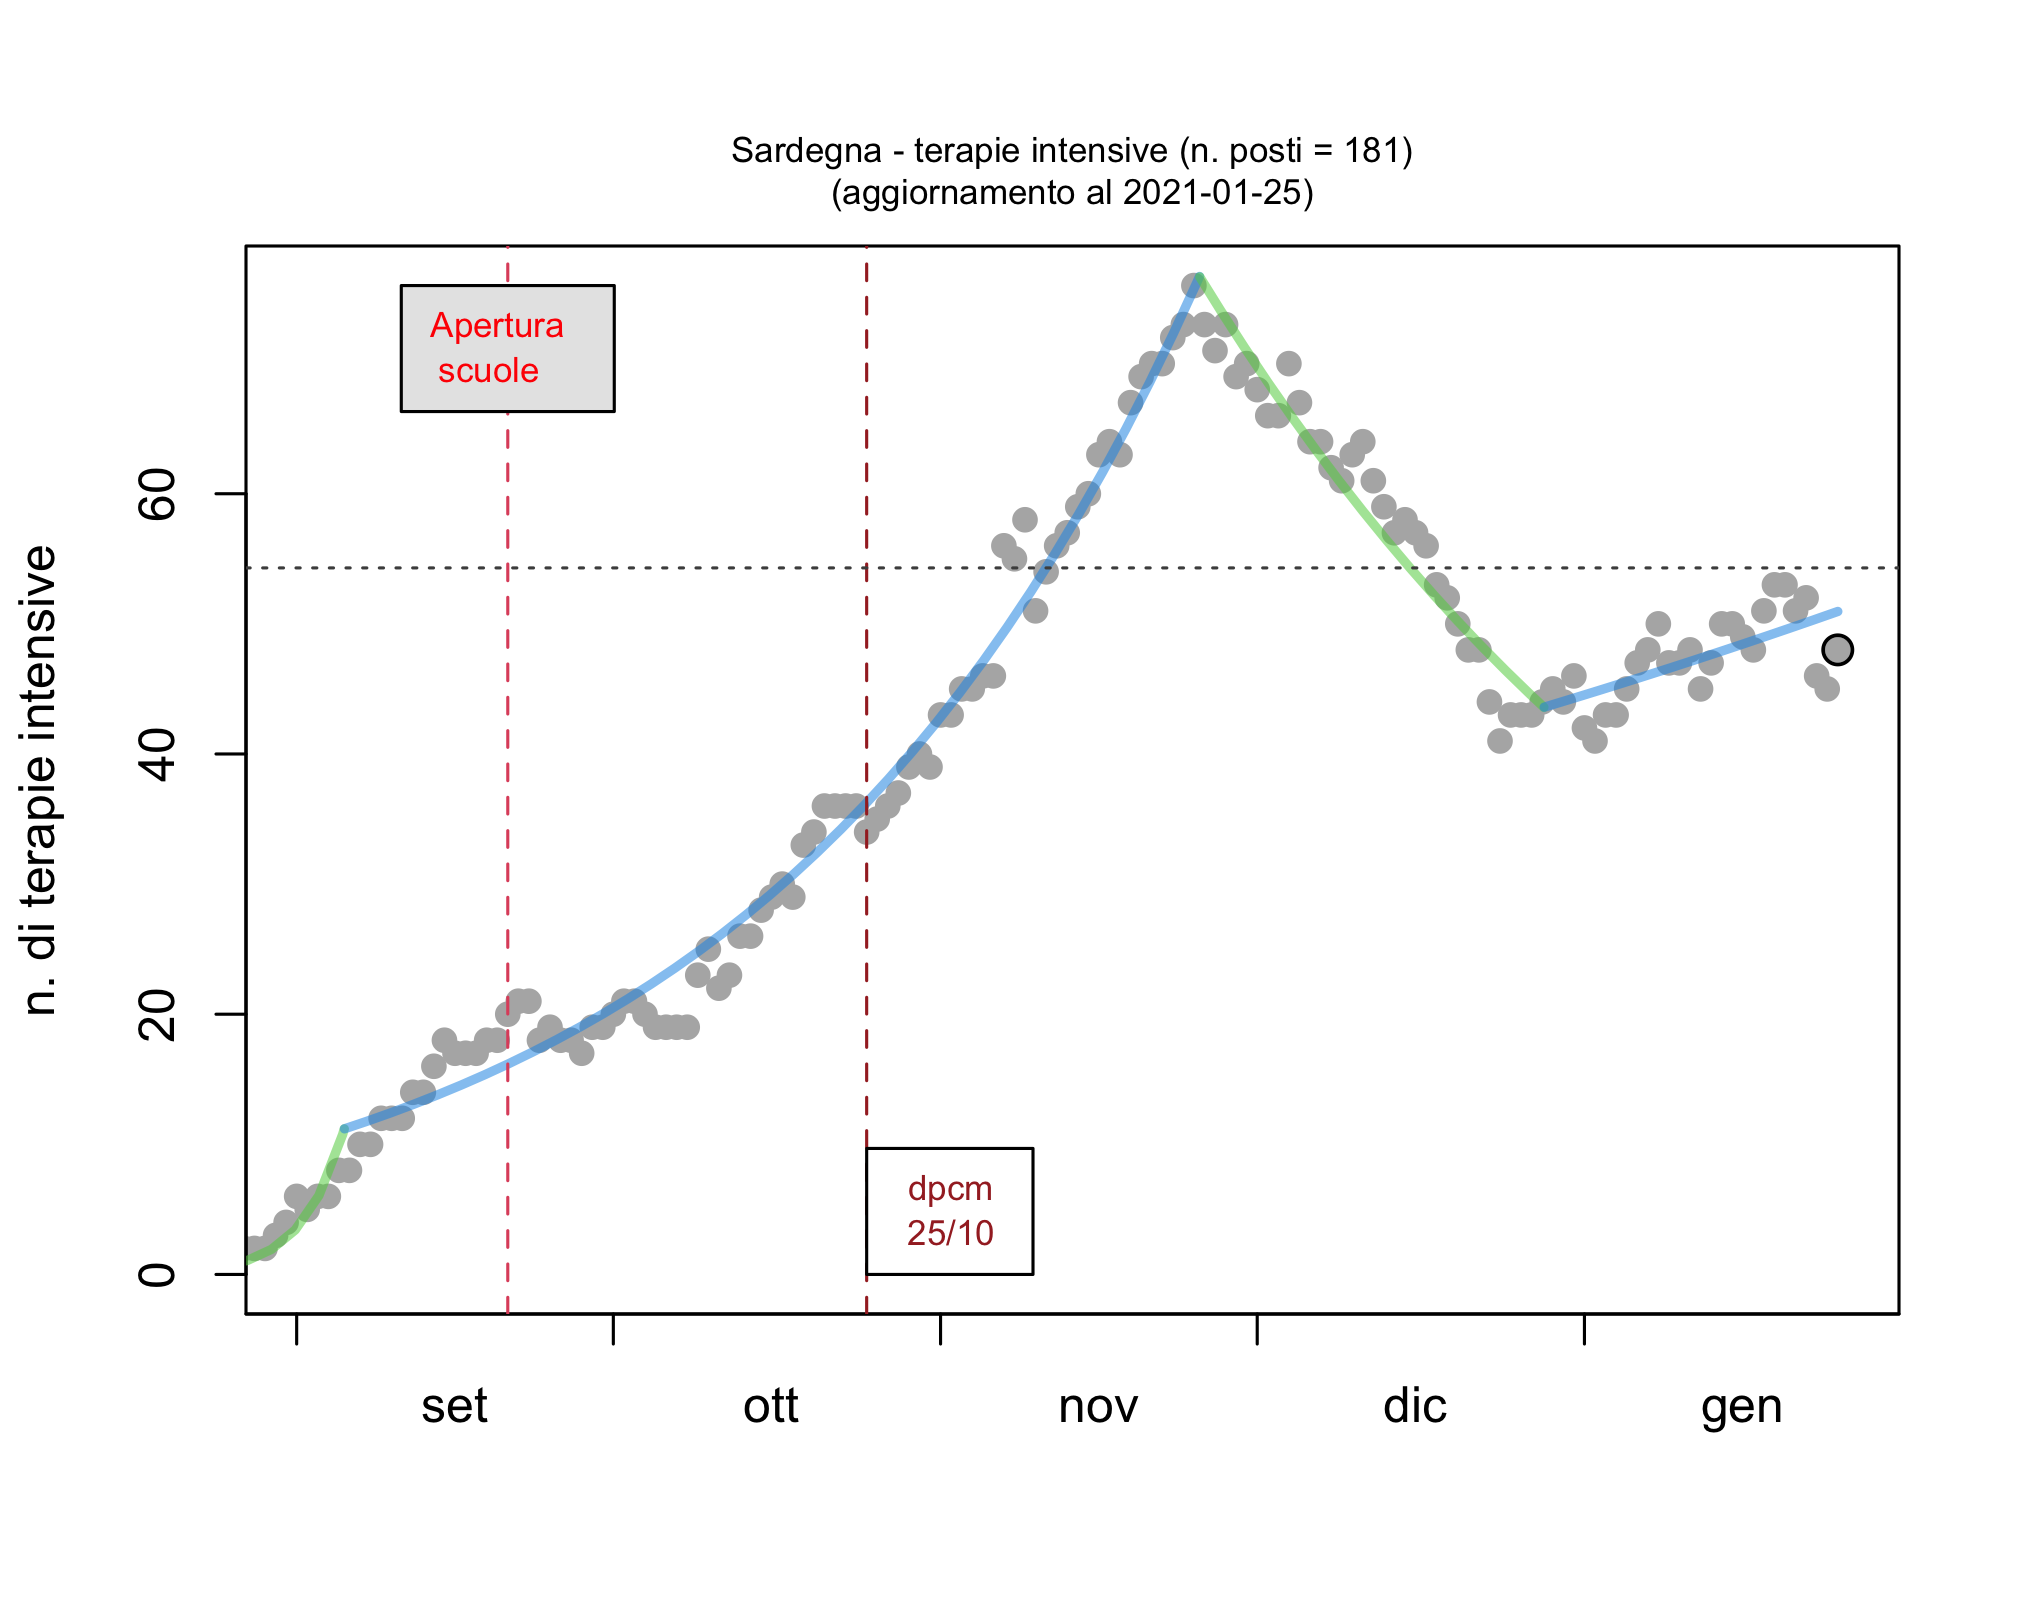 Sardegna - terapie intensive (n. posti = 181)
(aggiornamento al 2021-01-25)
Apertura
scuole
n. di terapie intensive
60
40
20
0
dpcm
25/10
set
ott
nov
dic
gen